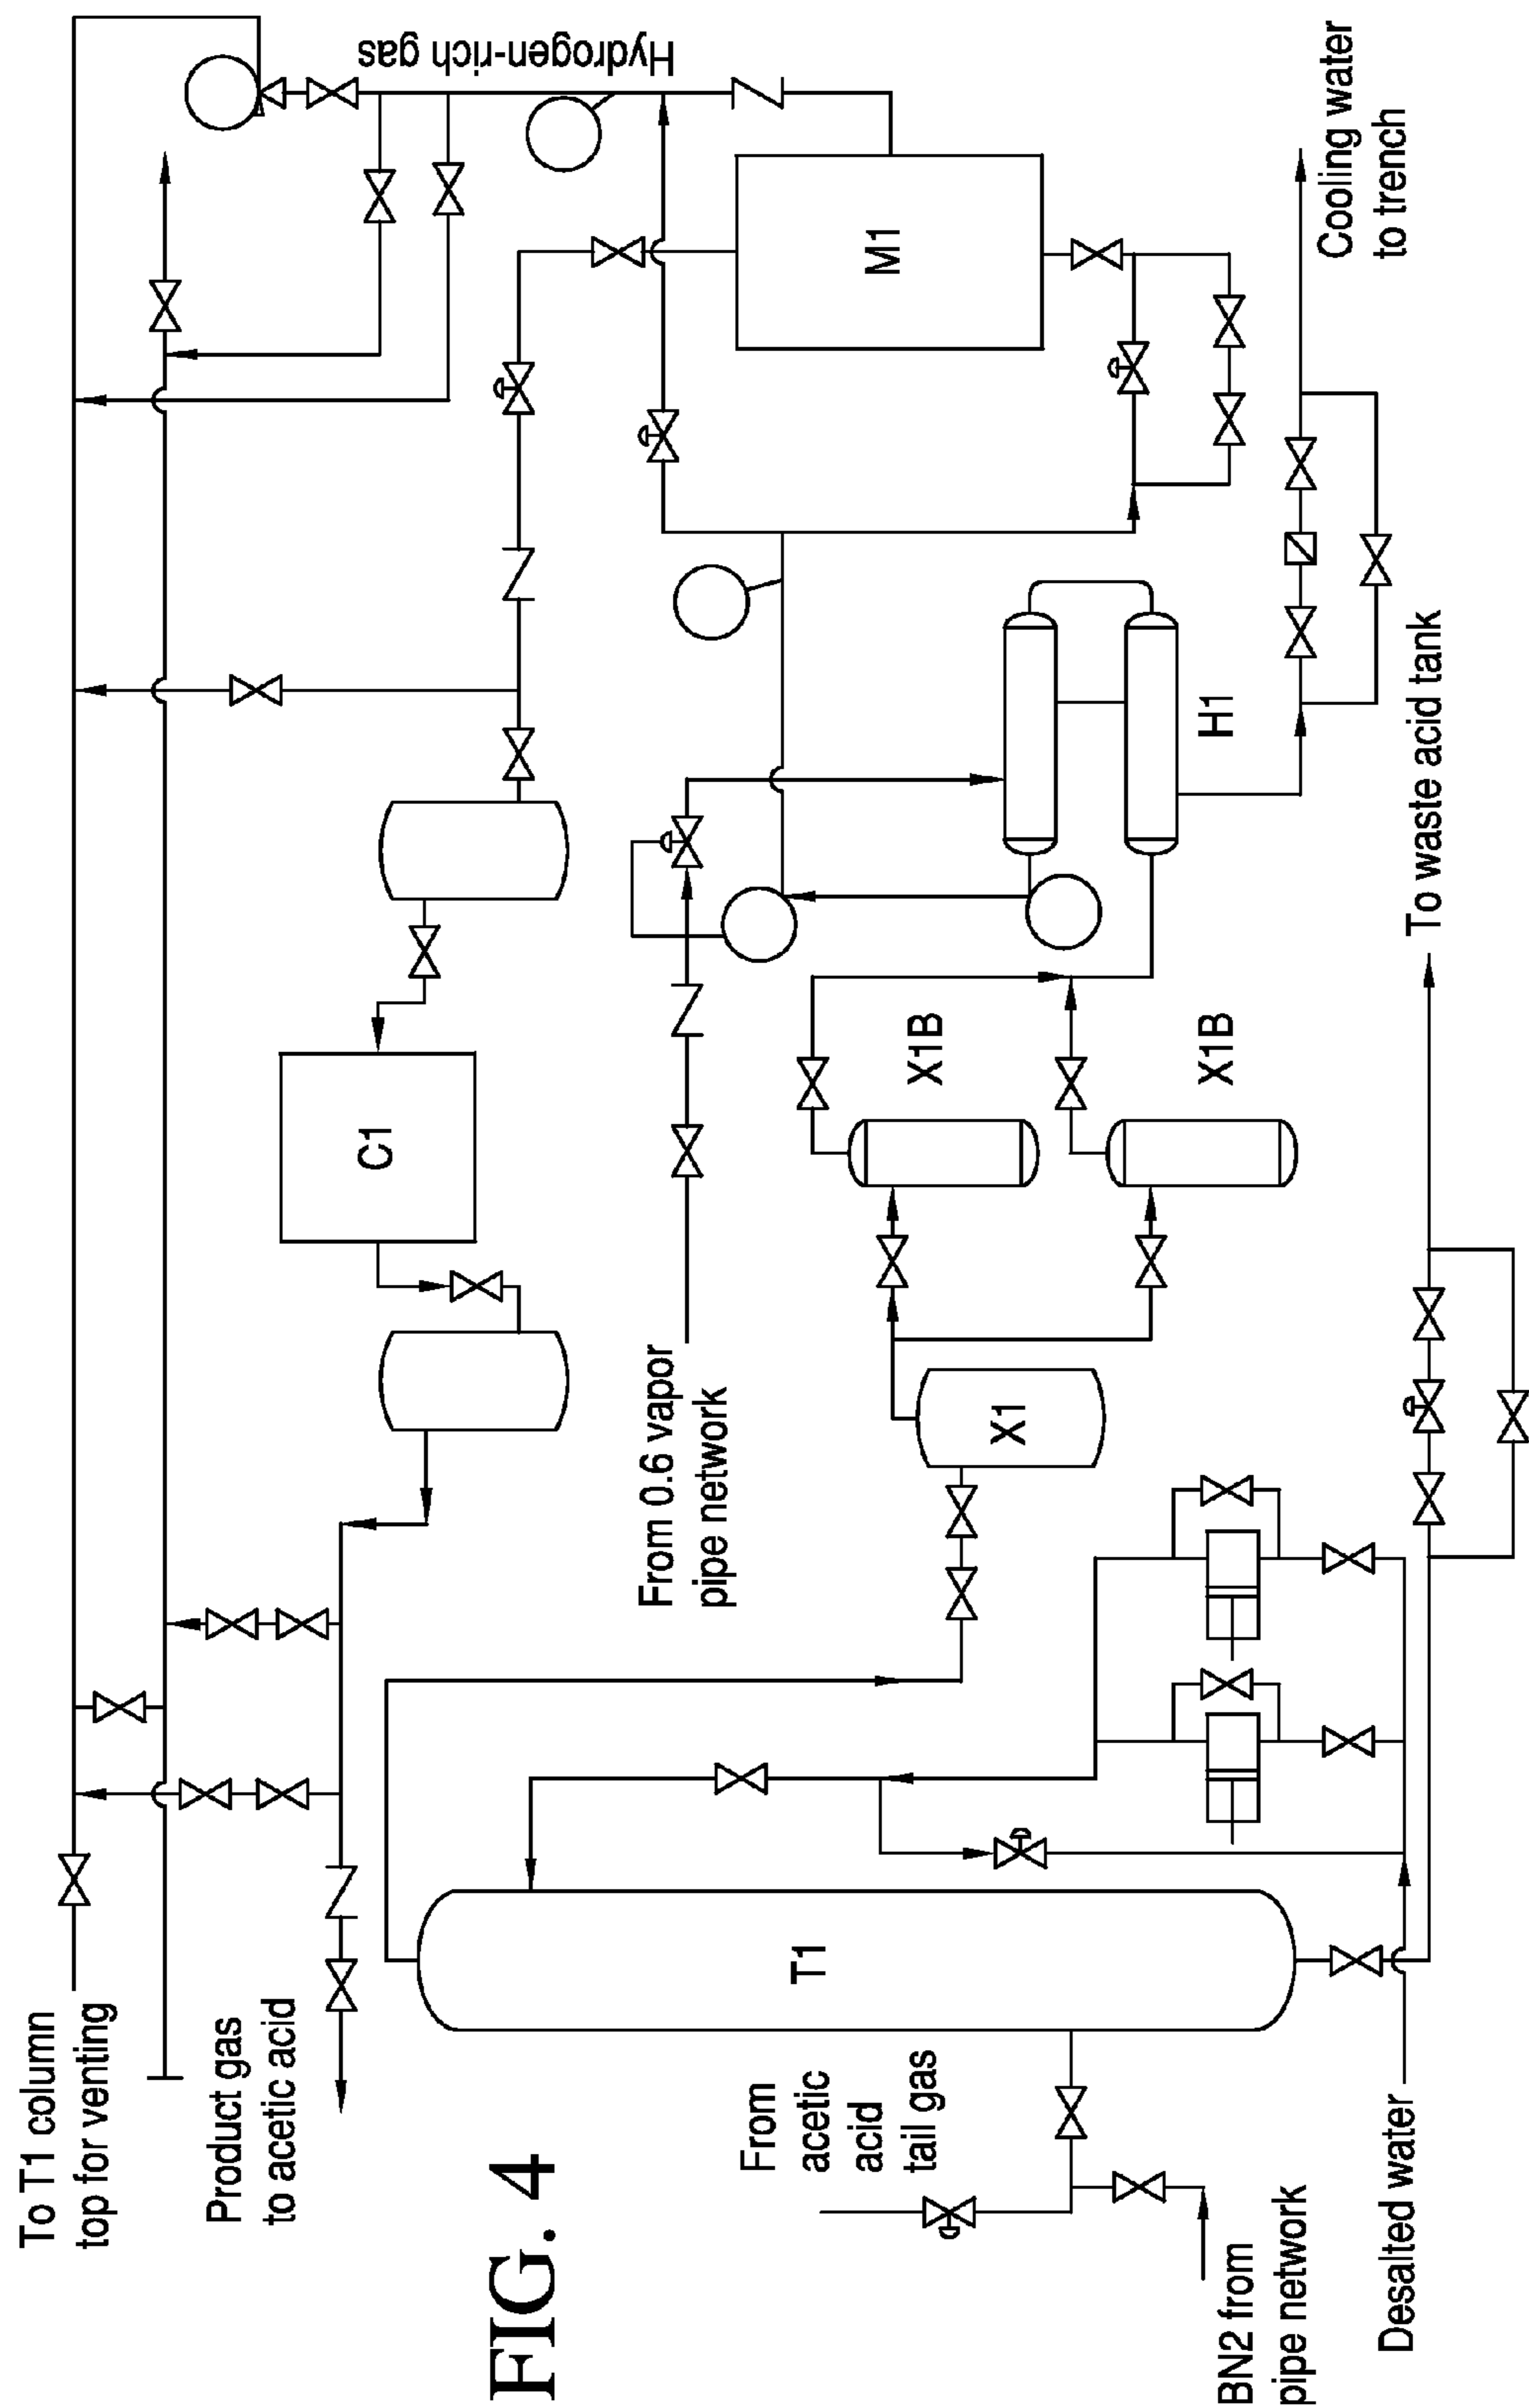 To T1 column
top for venting
Product gas
to acetic acid
FIG. 4
From
acetic
acid
tail gas
BN2 from
pipe network
Desalted water
T1
From 0.6 vapor
pipe network
X1
C1
X1B
X1B
H1
M1
Hydrogen-rich gas
To waste acid tank
Cooling water
to trench